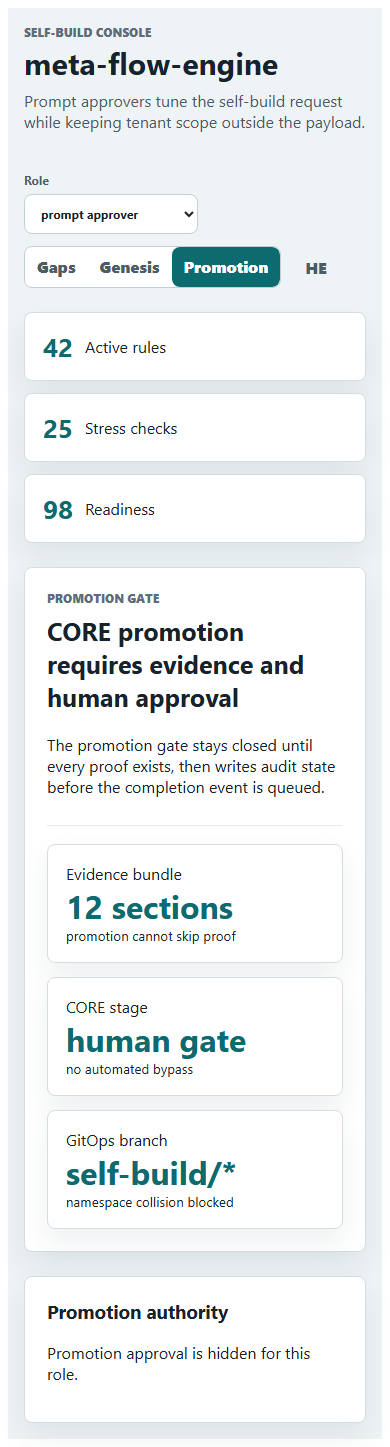 SELF-BUILD CONSOLE
meta-flow-engine
Prompt approvers tune the self-build request
while keeping tenant scope outside the payload.
Role
prompt approver
Gaps Genesis Promotion HE
42 Active rules
25 Stress checks
98 Readiness
PROMOTION GATE
CORE promotion
requires evidence and
human approval
The promotion gate stays closed until
every proof exists, then writes audit state
before the completion event is queued.
Evidence bundle
12 sections
promotion cannot skip proof
CORE stage
human gate
no automated bypass
GitOps branch
self-build/*
namespace collision blocked
Promotion authority
Promotion approval is hidden for this
role.